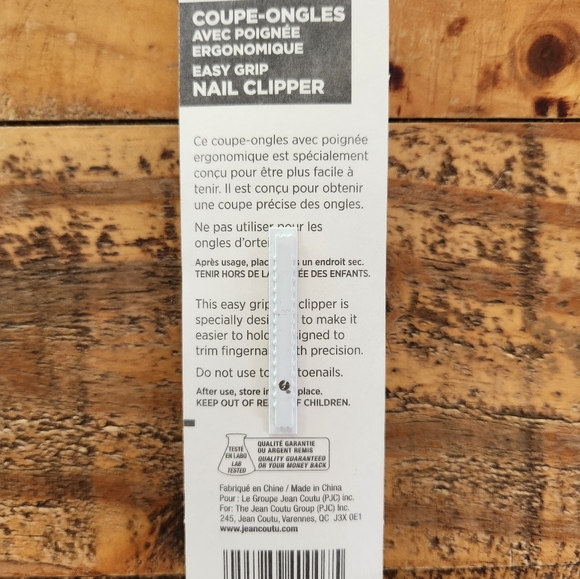 COUPE-ONGLES
AVEC POIGNÉE
ERGONOMIQUE
EASY GRIP
NAIL CLIPPER
Ce coupe-ongles avec poignée
ergonomique est spécialement
conçu pour être plus facile à
tenir. Il est conçu pour obtenir
une coupe précise des ongles.
Ne pas utiliser pour les
ongles d'ortei
Après usage, plac s un endroit sec.
TENIR HORS DE LA ÉE DES ENFANTS.
This easy grip clipper is
specially desi to make it
easier to hol signed to
trim fingerna th precision.
Do not use to toenails.
After use, store in place.
KEEP OUT OF RE F CHILDREN.
TESTÉ
EN LABO
LAB
TESTED
QUALITÉ GARANTIE
OU ARGENT REMIS
QUALITY GUARANTEED
OR YOUR MONEY BACK
Fabriqué en Chine / Made in China
Pour : Le Groupe Jean Coutu (PJC) inc.
For: The Jean Coutu Group (PJC) Inc.
245, Jean Coutu, Varennes, QC J3X 0E1
www.jeancoutu.com